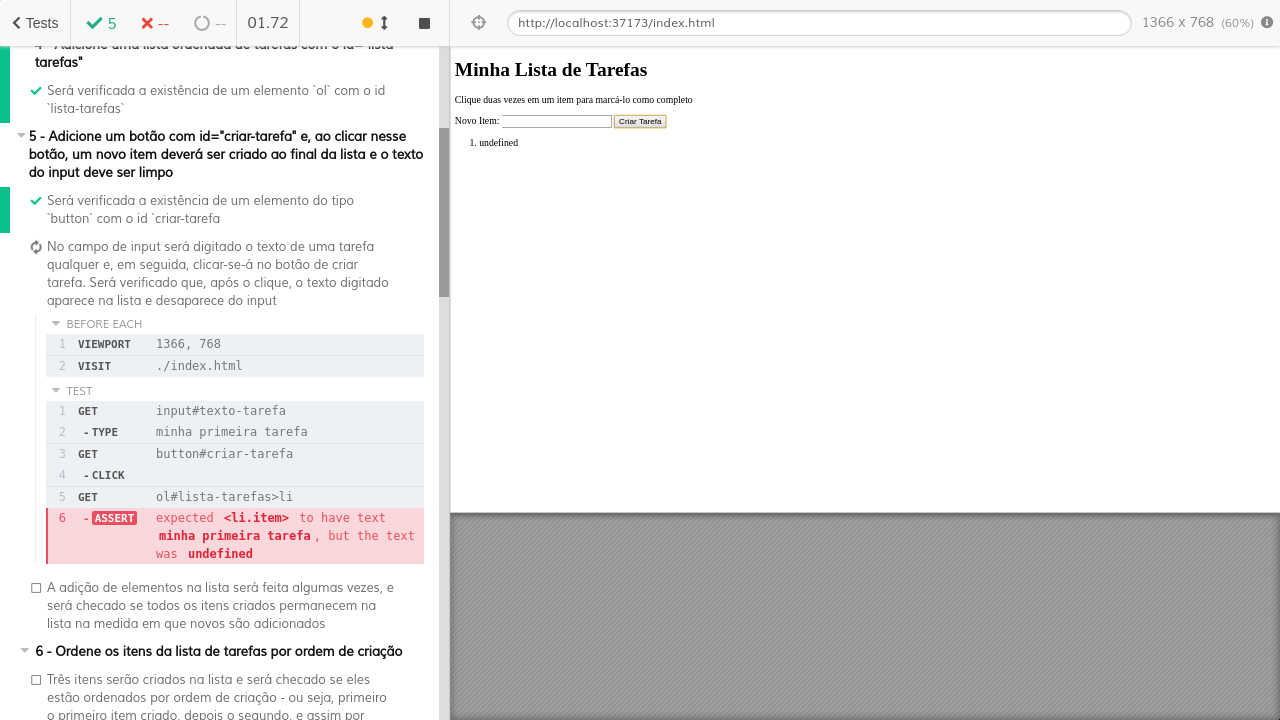 Tests
5
--
--
01.72
http://localhost:37173/index.html
1366 x 768 (60%)
4 - Adicione uma lista ordenada de tarefas com o id="lista-
tarefas"
Será verificada a existência de um elemento `ol` com o id
`lista-tarefas`
5 - Adicione um botão com id="criar-tarefa" e, ao clicar nesse
botão, um novo item deverá ser criado ao final da lista e o texto
do input deve ser limpo
Será verificada a existência de um elemento do tipo
`button` com o id `criar-tarefa
No campo de input será digitado o texto de uma tarefa
qualquer e, em seguida, clicar-se-á no botão de criar
tarefa. Será verificado que, após o clique, o texto digitado
aparece na lista e desaparece do input
BEFORE EACH
1 VIEWPORT 1366, 768
2 VISIT ./index.html
TEST
1 GET input#texto-tarefa
2 -TYPE minha primeira tarefa
3 GET button#criar-tarefa
4 -CLICK
5 GET ol#lista-tarefas>li
6 -ASSERT expected <li.item> to have text
minha primeira tarefa, but the text
was undefined
A adição de elementos na lista será feita algumas vezes, e
será checado se todos os itens criados permanecem na
lista na medida em que novos são adicionados
6 - Ordene os itens da lista de tarefas por ordem de criação
Três itens serão criados na lista e será checado se eles
estão ordenados por ordem de criação - ou seja, primeiro
o primeiro item criado, depois o segundo, e assim por
Minha Lista de Tarefas
Clique duas vezes em um item para marcá-lo como completo
Novo Item: Criar Tarefa
1. undefined